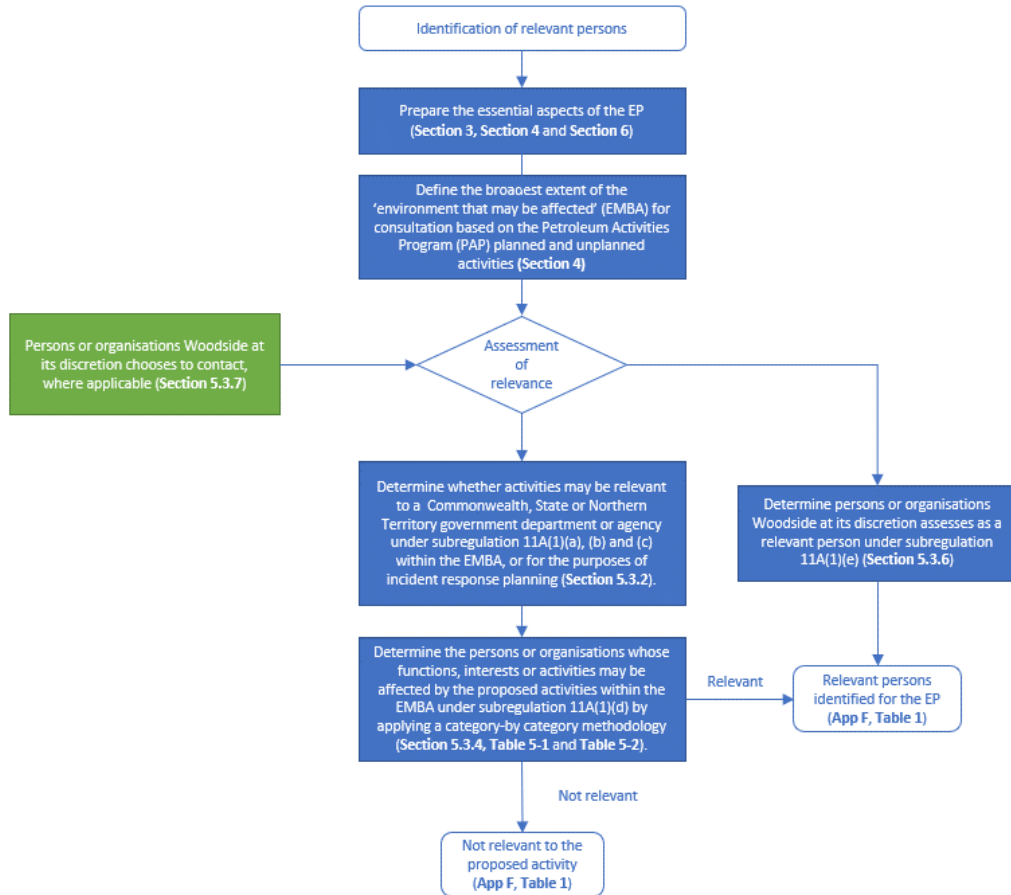 Identification of relevant persons
Prepare the essential aspects of the EP
(Section 3, Section 4 and Section 6)
Define the broadest extent of the
‘environment that may be affected’ (EMBA) for
consultation based on the Petroleum Activities
Program (PAP) planned and unplanned
activities (Section 4)
Persons or organisations Woodside at
its discretion chooses to contact,
where applicable (Section 5.3.7)
Assessment
of
relevance
Determine whether activities may be relevant
to a Commonwealth, State or Northern
Territory government department or agency
under subregulation 11A(1)(a), (b) and (c)
within the EMBA, or for the purposes of
incident response planning (Section 5.3.2).
Determine persons or organisations
Woodside at its discretion assesses as a
relevant person under subregulation
11A(1)(e) (Section 5.3.6)
Determine the persons or organisations whose
functions, interests or activities may be
affected by the proposed activities within the
EMBA under subregulation 11A(1)(d) by
applying a category-by category methodology
(Section 5.3.4, Table 5-1 and Table 5-2).
Relevant
Relevant persons
identified for the EP
(App F, Table 1)
Not relevant
Not relevant to the
proposed activity
(App F, Table 1)